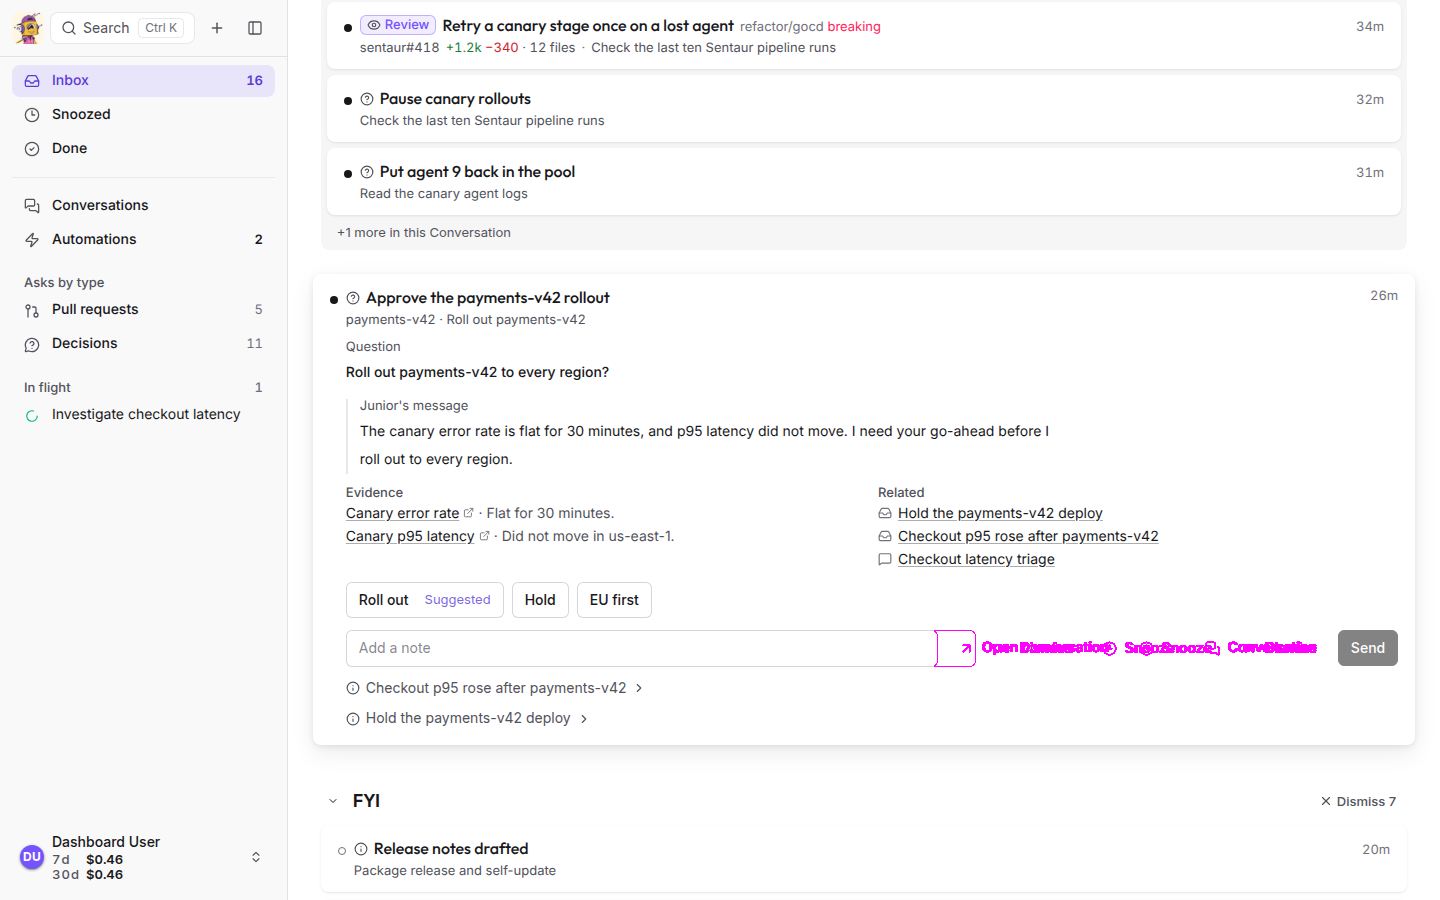 Search Ctrl K
Inbox 16
Snoozed
Done
Conversations
Automations 2
Asks by type
Pull requests 5
Decisions 11
In flight 1
Investigate checkout latency
DU
Dashboard User
7d $0.46
30d $0.46
Review Retry a canary stage once on a lost agent refactor/gocd breaking 34m
sentaur#418 +1.2k −340 · 12 files · Check the last ten Sentaur pipeline runs
Pause canary rollouts 32m
Check the last ten Sentaur pipeline runs
Put agent 9 back in the pool 31m
Read the canary agent logs
+1 more in this Conversation
Approve the payments-v42 rollout 26m
payments-v42 · Roll out payments-v42
Question
Roll out payments-v42 to every region?
Junior's message
The canary error rate is flat for 30 minutes, and p95 latency did not move. I need your go-ahead before I
roll out to every region.
Evidence
Canary error rate · Flat for 30 minutes.
Canary p95 latency · Did not move in us-east-1.
Related
Hold the payments-v42 deploy
Checkout p95 rose after payments-v42
Checkout latency triage
Roll out Suggested Hold EU first
Add a note Open Send
Checkout p95 rose after payments-v42
Hold the payments-v42 deploy
FYI Dismiss 7
Release notes drafted 20m
Package release and self-update